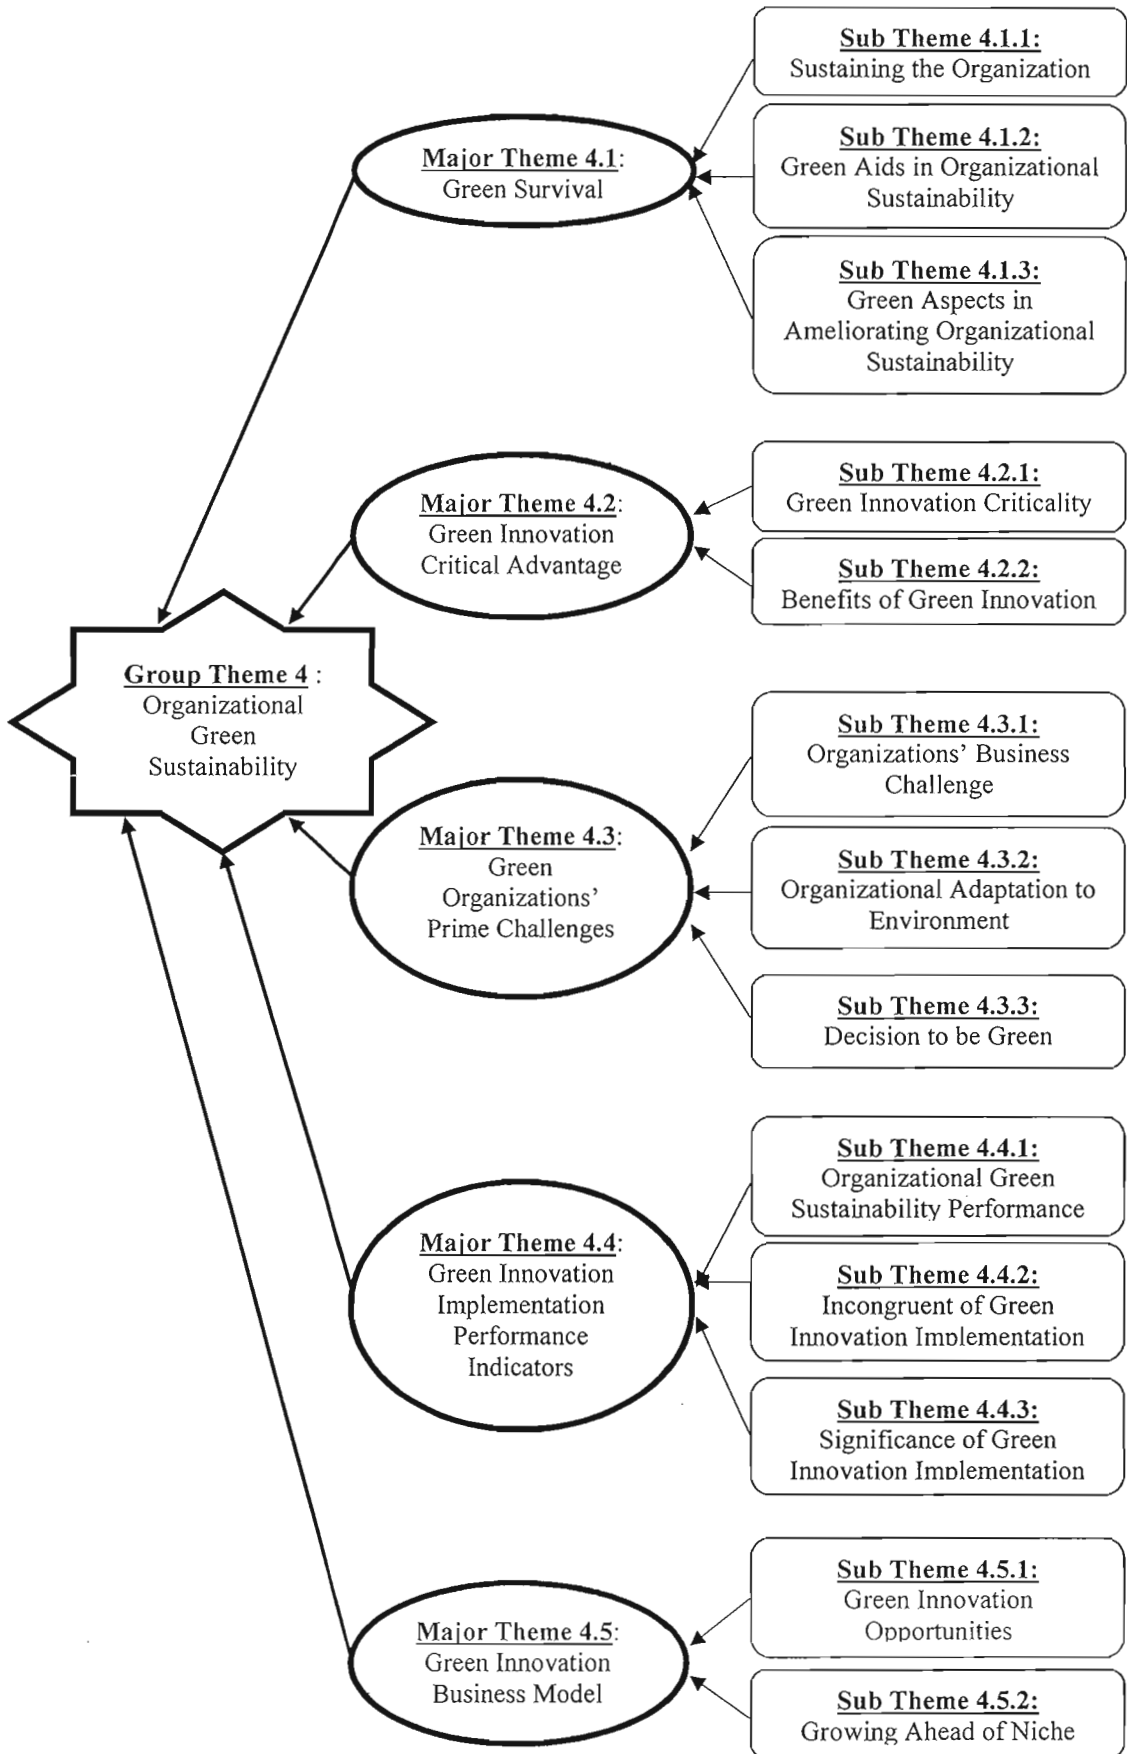 Sub Theme 4.1.1:
Sustaining the Organization
Sub Theme 4.1.2:
Green Aids in Organizational
Sustainability
Sub Theme 4.1.3:
Green Aspects in
Ameliorating Organizational
Sustainability
Major Theme 4.1:
Green Survival
Sub Theme 4.2.1:
Green Innovation Criticality
Sub Theme 4.2.2:
Benefits of Green Innovation
Major Theme 4.2:
Green Innovation
Critical Advantage
Group Theme 4 :
Organizational
Green
Sustainability
Sub Theme 4.3.1:
Organizations’ Business
Challenge
Sub Theme 4.3.2:
Organizational Adaptation to
Environment
Sub Theme 4.3.3:
Decision to be Green
Major Theme 4.3:
Green
Organizations’
Prime Challenges
Sub Theme 4.4.1:
Organizational Green
Sustainability Performance
Sub Theme 4.4.2:
Incongruent of Green
Innovation Implementation
Sub Theme 4.4.3:
Significance of Green
Innovation Implementation
Major Theme 4.4:
Green Innovation
Implementation
Performance
Indicators
Sub Theme 4.5.1:
Green Innovation
Opportunities
Sub Theme 4.5.2:
Growing Ahead of Niche
Major Theme 4.5:
Green Innovation
Business Model